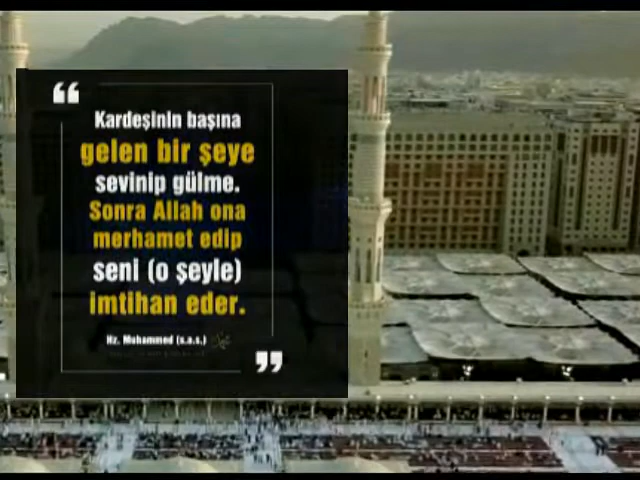 “
Kardeşinin başına
gelen bir şeye
sevinip gülme.
Sonra Allah ona
merhamet edip
seni (o şeyle)
imtihan eder.
Hz. Muhammed (s.a.s.)
”